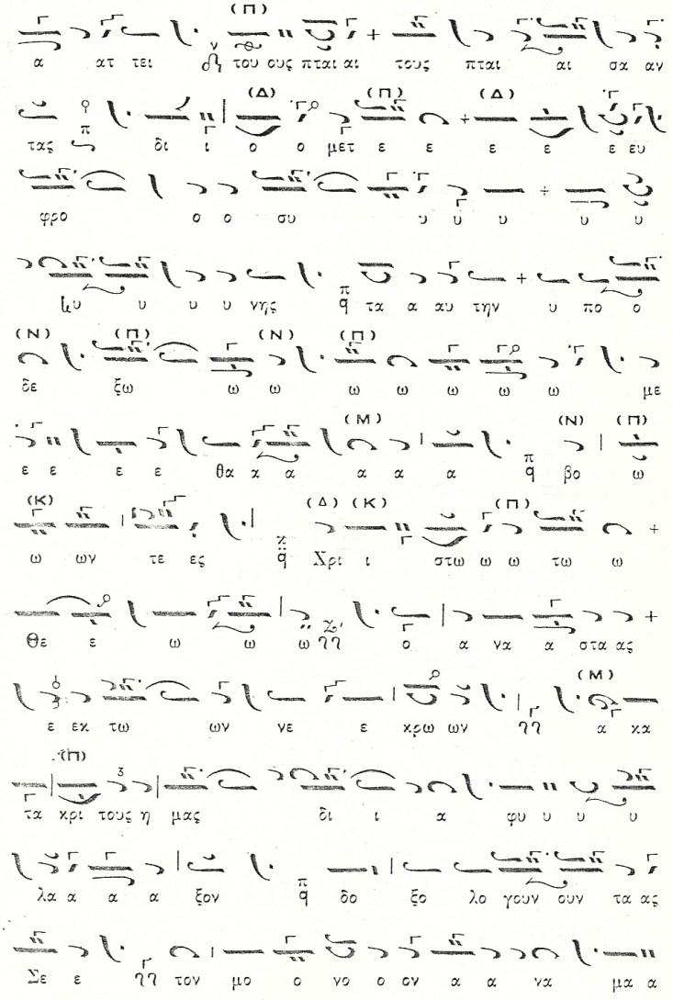 (Π)
α ατ τει του ους πται αι τους πται αι σα αν
(Δ) (Π) (Δ)
τας π δι ι ο ο μετ ε ε ε ε ε ευ
φρο ο ο συ υ υ υ υ υ
μυ υ υ υ νης π q τα α αυ την υ πο ο
(Ν) (Π) (Ν) (Π)
δε ξω ω ω ω ω ω ω ω με
(Μ) (Ν) (Π)
ε ε ε ε θα α α α α α π q βο ω
(Κ) (Δ) (Κ) (Π)
ω ων τε ες q Χρι ι στω ω ω τω ω
Θε ε ω ω ω ο α να α στα ας
(Μ)
ε εκ τω ων νε ε κρω ων α κα
(Π)
τα κρι τους η μας δι ι α φυ υ υ υ
λα α α α ξον π q δο ξο λο γουν ουν τα ας
Σε ε τον μο ο νο ο ον α α να μα α